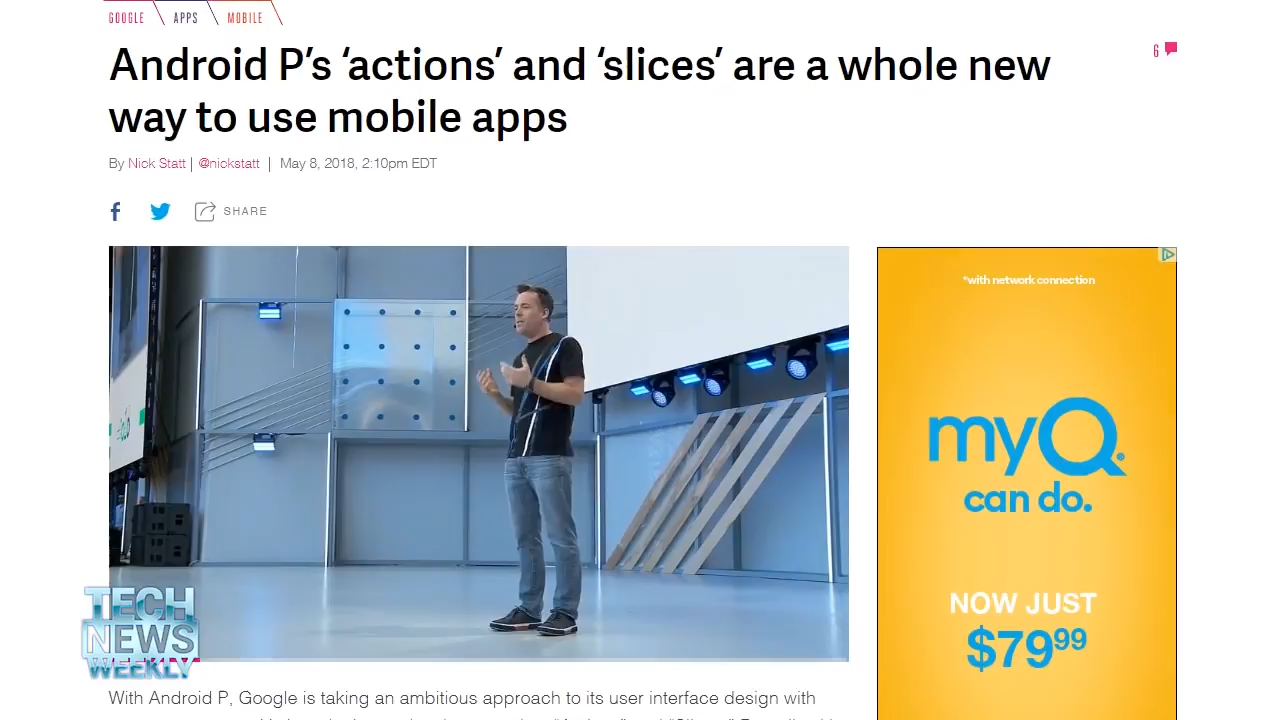 GOOGLE APPS MOBILE
Android P’s ‘actions’ and ‘slices’ are a whole new
way to use mobile apps
6
By Nick Statt | @nickstatt | May 8, 2018, 2:10pm EDT
SHARE
*with network connection
myQ
can do.
NOW JUST
$7999
TECH
NEWS
WEEKLY
With Android P, Google is taking an ambitious approach to its user interface design with